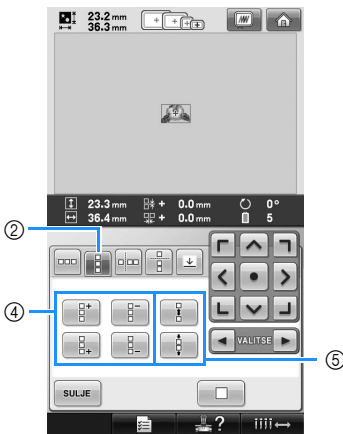 23.2 mm
36.3 mm
23.3 mm + 0.0 mm 0°
36.4 mm + 0.0 mm 5
②
④
⑤
VALITSE
SULJE
?